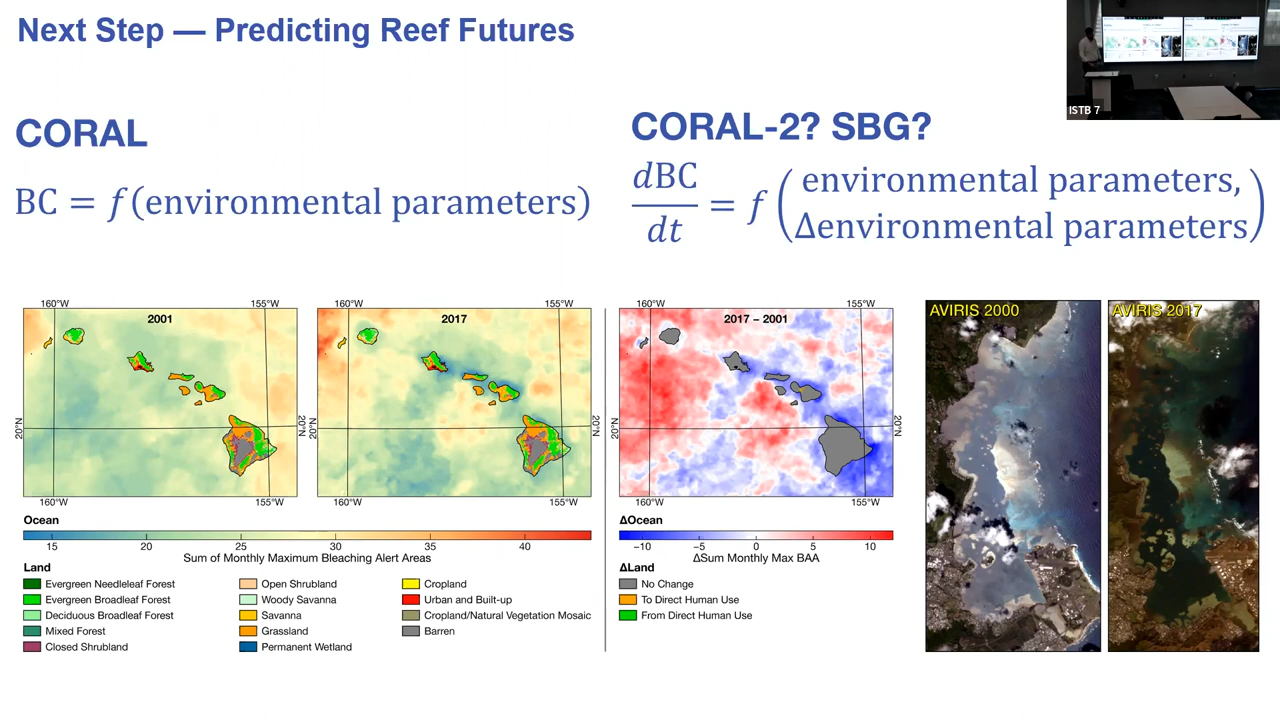 Next Step — Predicting Reef Futures
ISTB 7
CORAL
BC = f(environmental parameters)
CORAL-2? SBG?
dBC
dt
= f
(environmental parameters,
Δenvironmental parameters)
160°W 155°W
2001
20°N
160°W 155°W
160°W 155°W
2017
20°N
20°N
160°W 155°W
160°W 155°W
2017 – 2001
20°N
20°N
160°W 155°W
AVIRIS 2000
AVIRIS 2017
Ocean
15 20 25 30 35 40
Sum of Monthly Maximum Bleaching Alert Areas
Land
Evergreen Needleleaf Forest
Evergreen Broadleaf Forest
Deciduous Broadleaf Forest
Mixed Forest
Closed Shrubland
Open Shrubland
Woody Savanna
Savanna
Grassland
Permanent Wetland
Cropland
Urban and Built-up
Cropland/Natural Vegetation Mosaic
Barren
ΔOcean
−10 −5 0 5 10
ΔSum Monthly Max BAA
ΔLand
No Change
To Direct Human Use
From Direct Human Use